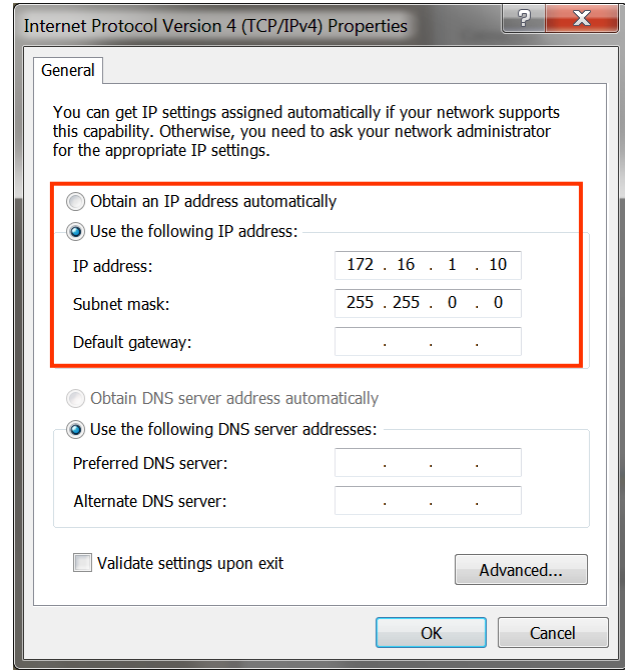 Internet Protocol Version 4 (TCP/IPv4) Properties
?
X
General
You can get IP settings assigned automatically if your network supports
this capability. Otherwise, you need to ask your network administrator
for the appropriate IP settings.
Obtain an IP address automatically
Use the following IP address:
IP address: 172 . 16 . 1 . 10
Subnet mask: 255 . 255 . 0 . 0
Default gateway: . . .
Obtain DNS server address automatically
Use the following DNS server addresses:
Preferred DNS server: . . .
Alternate DNS server: . . .
Validate settings upon exit
Advanced...
OK Cancel